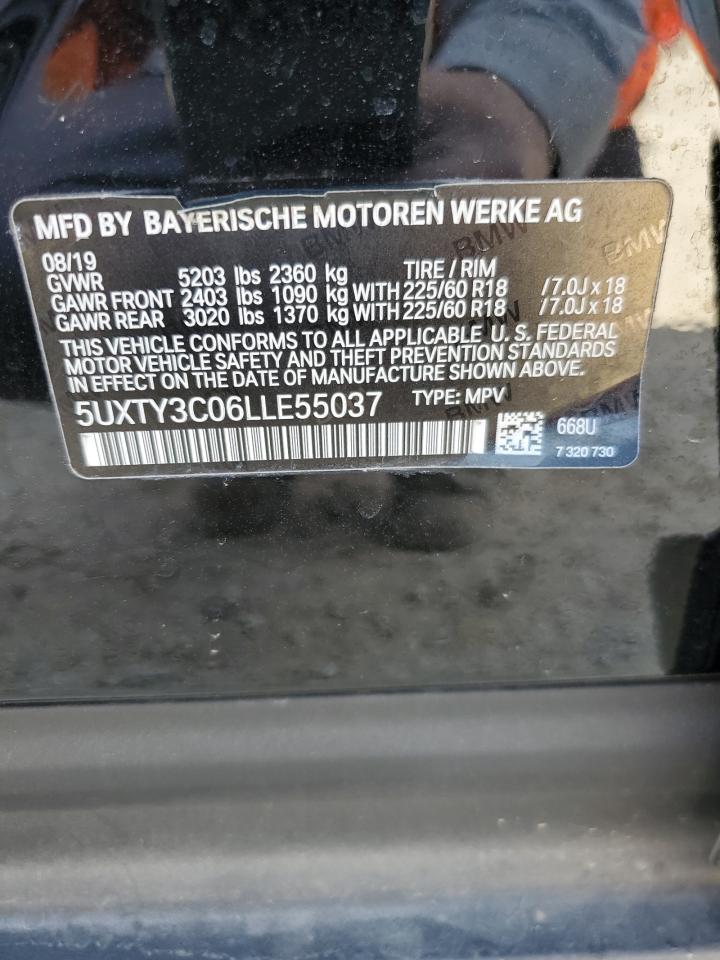 MFD BY BAYERISCHE MOTOREN WERKE AG
08/19 TIRE / RIM
GVWR 5203 lbs 2360 kg
GAWR FRONT 2403 lbs 1090 kg WITH 225/60 R18 / 7.0J x 18
GAWR REAR 3020 lbs 1370 kg WITH 225/60 R18 / 7.0J x 18
THIS VEHICLE CONFORMS TO ALL APPLICABLE U. S. FEDERAL
MOTOR VEHICLE SAFETY AND THEFT PREVENTION STANDARDS
IN EFFECT ON THE DATE OF MANUFACTURE SHOWN ABOVE.
5UXTY3C06LLE55037 TYPE: MPV
668U
7 320 730
BMW
BMW